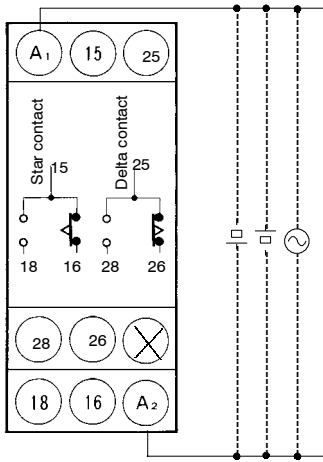 A1 15 25
Star contact
15
Delta contact
25
18 16 28 26
28 26
18 16 A2